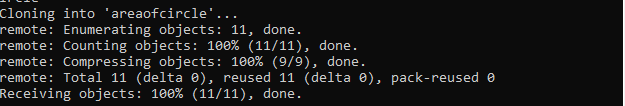 Cloning into 'areaofcircle'...
remote: Enumerating objects: 11, done.
remote: Counting objects: 100% (11/11), done.
remote: Compressing objects: 100% (9/9), done.
remote: Total 11 (delta 0), reused 11 (delta 0), pack-reused 0
Receiving objects: 100% (11/11), done.